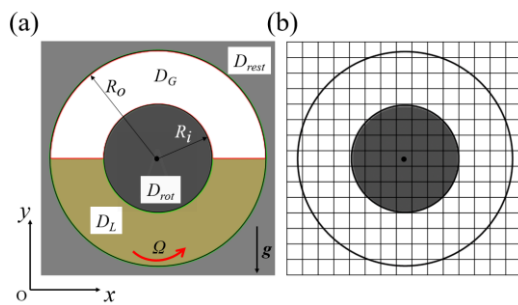 (a)
(b)
D_rest
D_G
R_o
R_i
D_rot
D_L
y
Ω
g
O
x